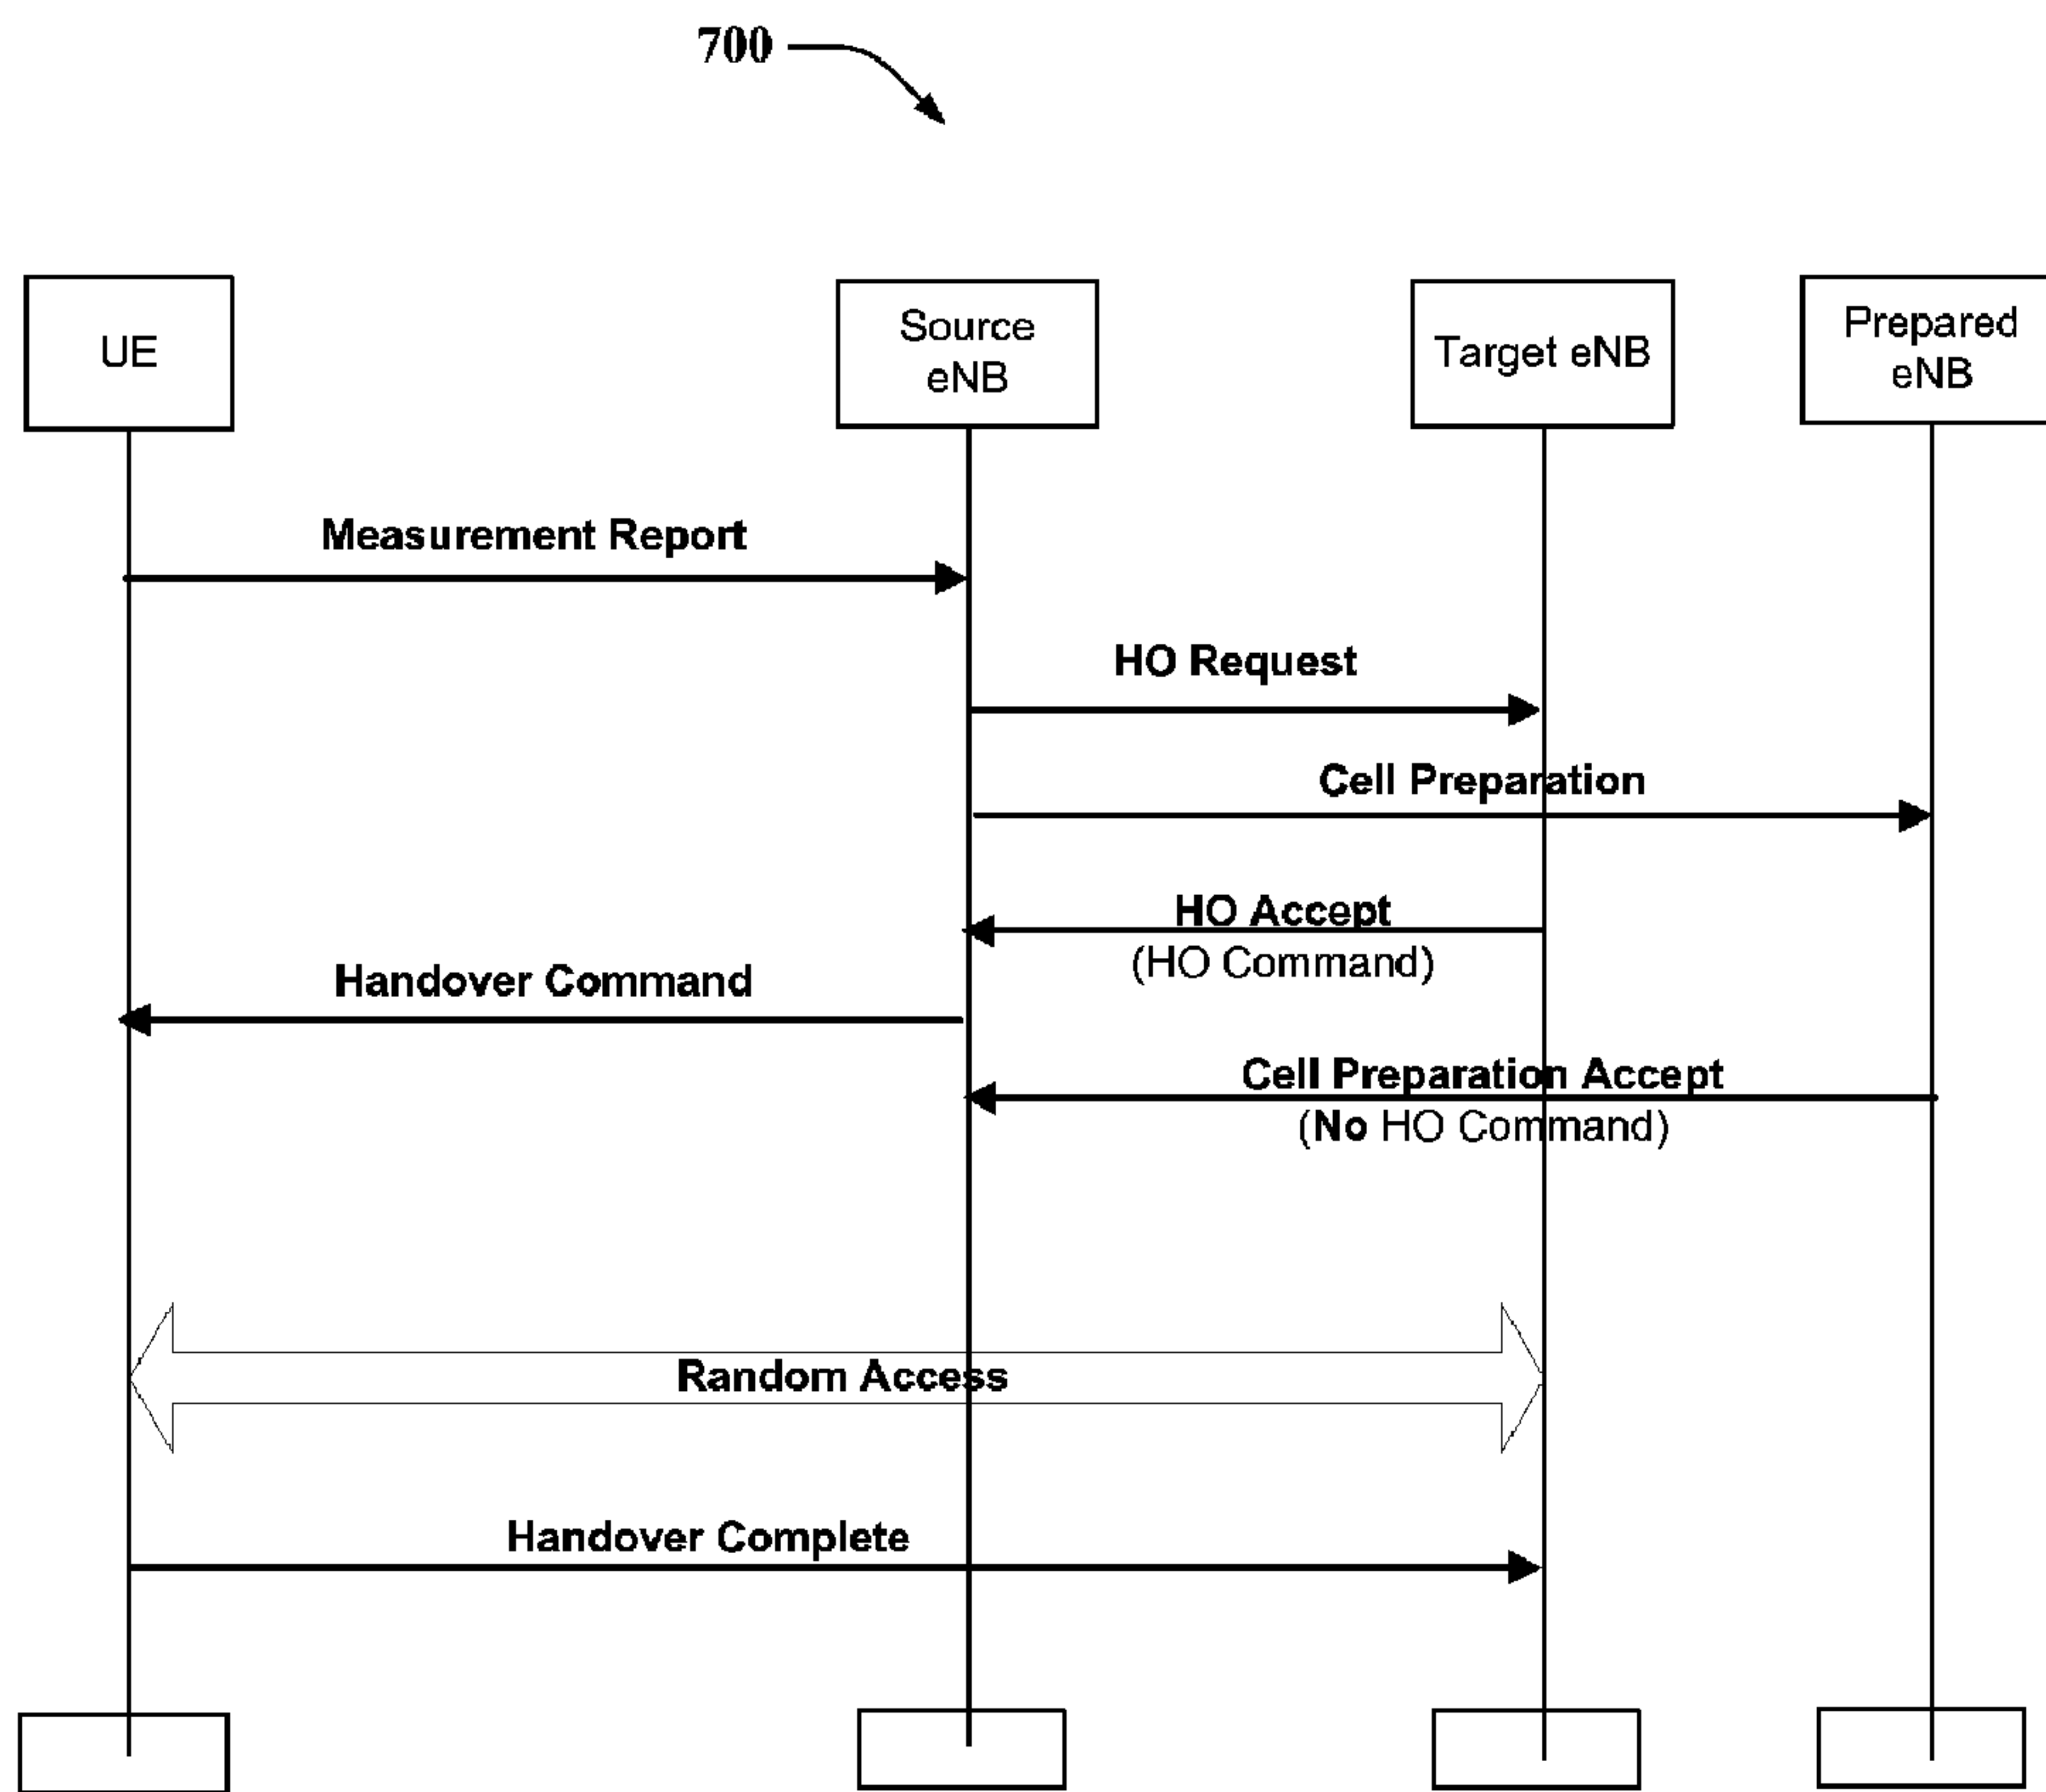 700
UE
Source
eNB
Target eNB
Prepared
eNB
Measurement Report
HO Request
Cell Preparation
HO Accept
(HO Command)
Handover Command
Cell Preparation Accept
(No HO Command)
Random Access
Handover Complete